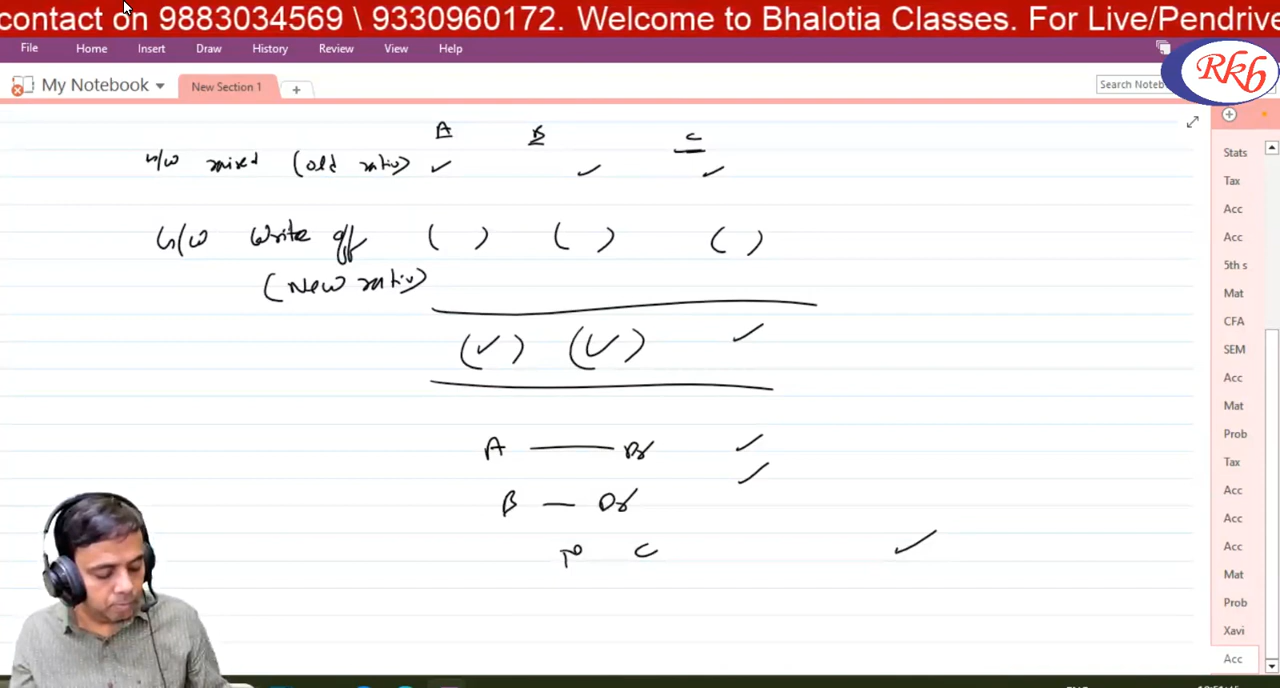 contact on 9883034569 \ 9330960172. Welcome to Bhalotia Classes. For Live/Pendrive
File Home Insert Draw History Review View Help
Rkb
My Notebook New Section 1 + Search Noteb
A B C
G/W raised (old ratio) ✓ ✓ ✓
G/W write off ( ) ( ) ( )
(New ratio)
(✓) (✓) ✓
A — Dr ✓
✓
B — Dr
To C ✓
Stats
Tax
Acc
Acc
5th s
Mat
CFA
SEM
Acc
Mat
Prob
Tax
Acc
Acc
Acc
Mat
Prob
Xavi
Acc